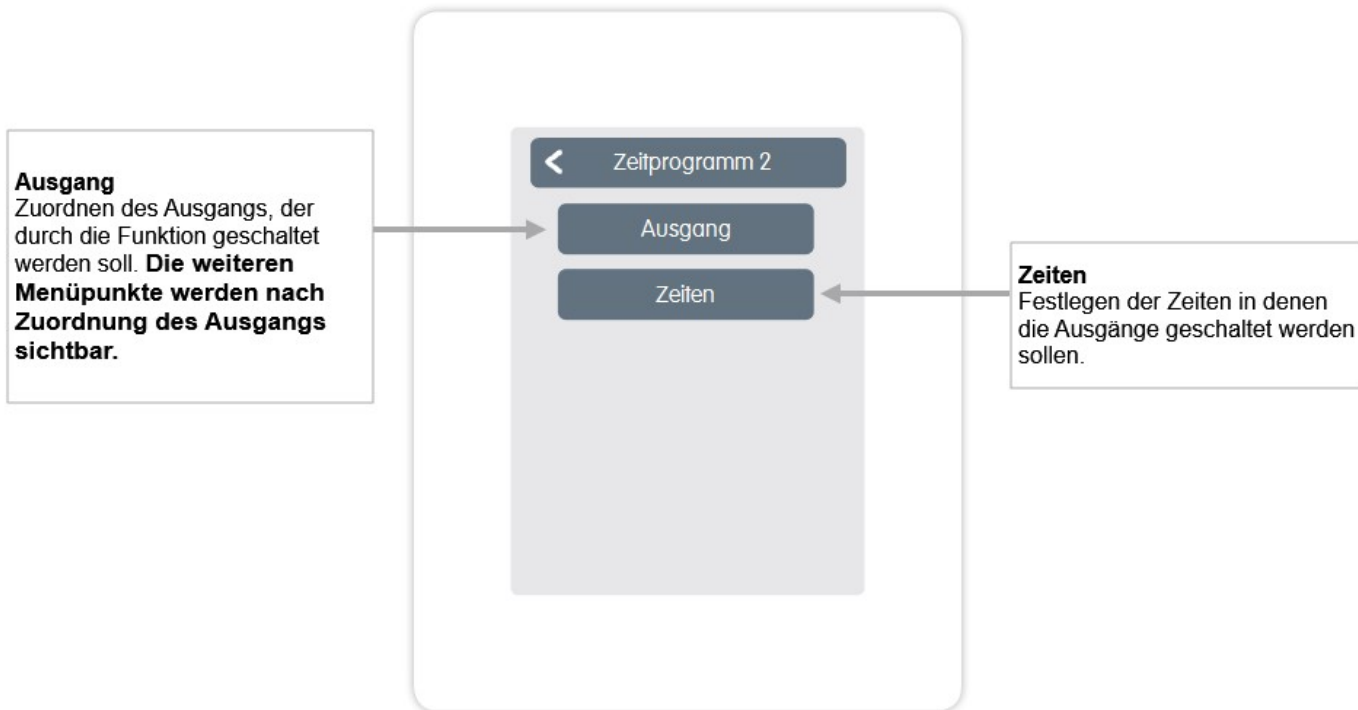 Ausgang
Zuordnen des Ausgangs, der
durch die Funktion geschaltet
werden soll. Die weiteren
Menüpunkte werden nach
Zuordnung des Ausgangs
sichtbar.
Zeitprogramm 2
Ausgang
Zeiten
Zeiten
Festlegen der Zeiten in denen
die Ausgänge geschaltet werden
sollen.